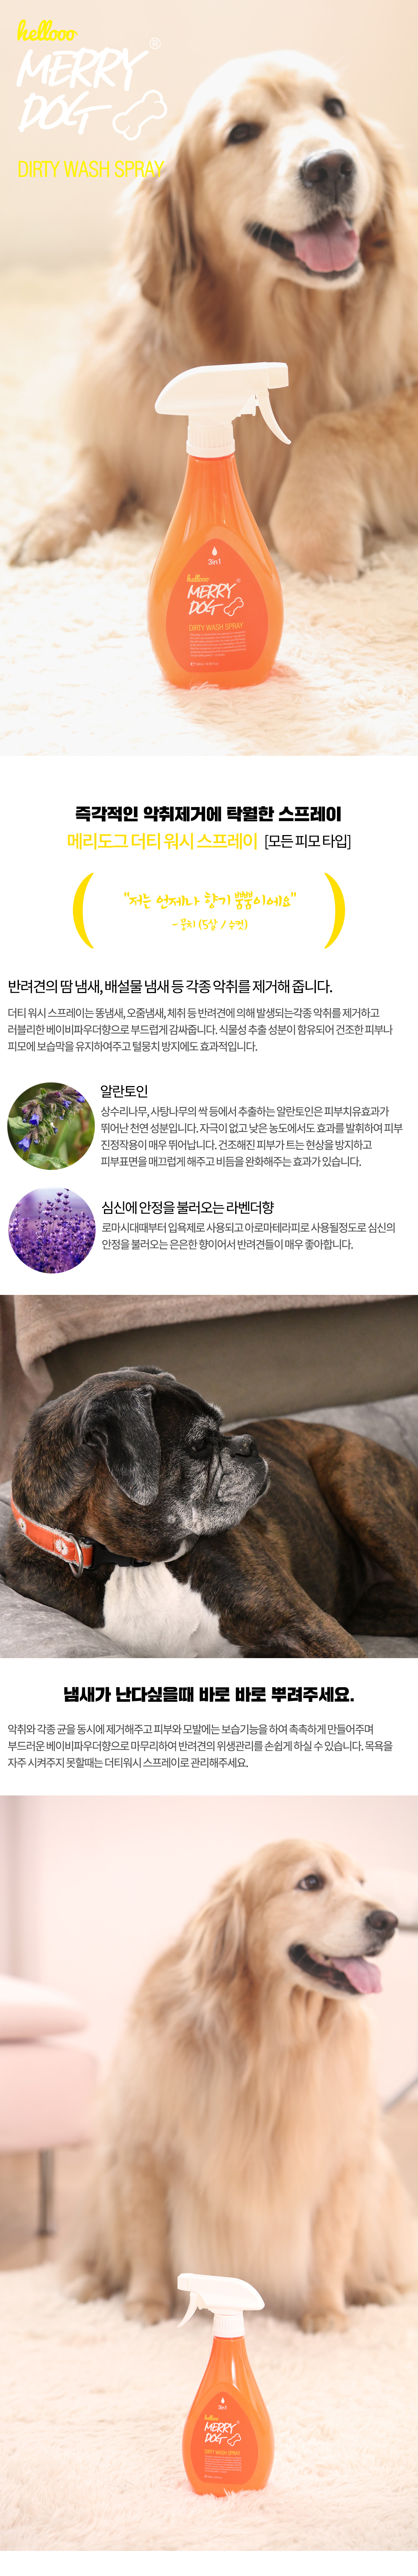 hellooo
MERRY
DOG
®
DIRTY WASH SPRAY
3in1
hellooo
MERRY
DOG
®
DIRTY WASH SPRAY
즉각적인 악취제거에 탁월한 스프레이
메리도그 더티 워시 스프레이 [모든 피모 타입]
"저는 언제나 향기 뿜뿜이에요"
- 뭉치 (5살 / 수컷)
반려견의 땀 냄새, 배설물 냄새 등 각종 악취를 제거해 줍니다.
더티 워시 스프레이는 똥냄새, 오줌냄새, 체취 등 반려견에 의해 발생되는각종 악취를 제거하고
러블리한 베이비파우더향으로 부드럽게 감싸줍니다. 식물성 추출 성분이 함유되어 건조한 피부나
피모에 보습막을 유지하여주고 털뭉치 방지에도 효과적입니다.
알란토인
상수리나무, 사탕나무의 싹 등에서 추출하는 알란토인은 피부치유효과가
뛰어난 천연 성분입니다. 자극이 없고 낮은 농도에서도 효과를 발휘하여 피부
진정작용이 매우 뛰어납니다. 건조해진 피부가 트는 현상을 방지하고
피부표면을 매끄럽게 해주고 비듬을 완화해주는 효과가 있습니다.
심신에 안정을 불러오는 라벤더향
로마시대때부터 입욕제로 사용되고 아로마테라피로 사용될정도로 심신의
안정을 불러오는 은은한 향이어서 반려견들이 매우 좋아합니다.
냄새가 난다싶을때 바로 바로 뿌려주세요.
악취와 각종 균을 동시에 제거해주고 피부와 모발에는 보습기능을 하여 촉촉하게 만들어주며
부드러운 베이비파우더향으로 마무리하여 반려견의 위생관리를 손쉽게 하실 수 있습니다. 목욕을
자주 시켜주지 못할때는 더티워시 스프레이로 관리해주세요.
3in1
hellooo
MERRY
DOG
DIRTY WASH SPRAY